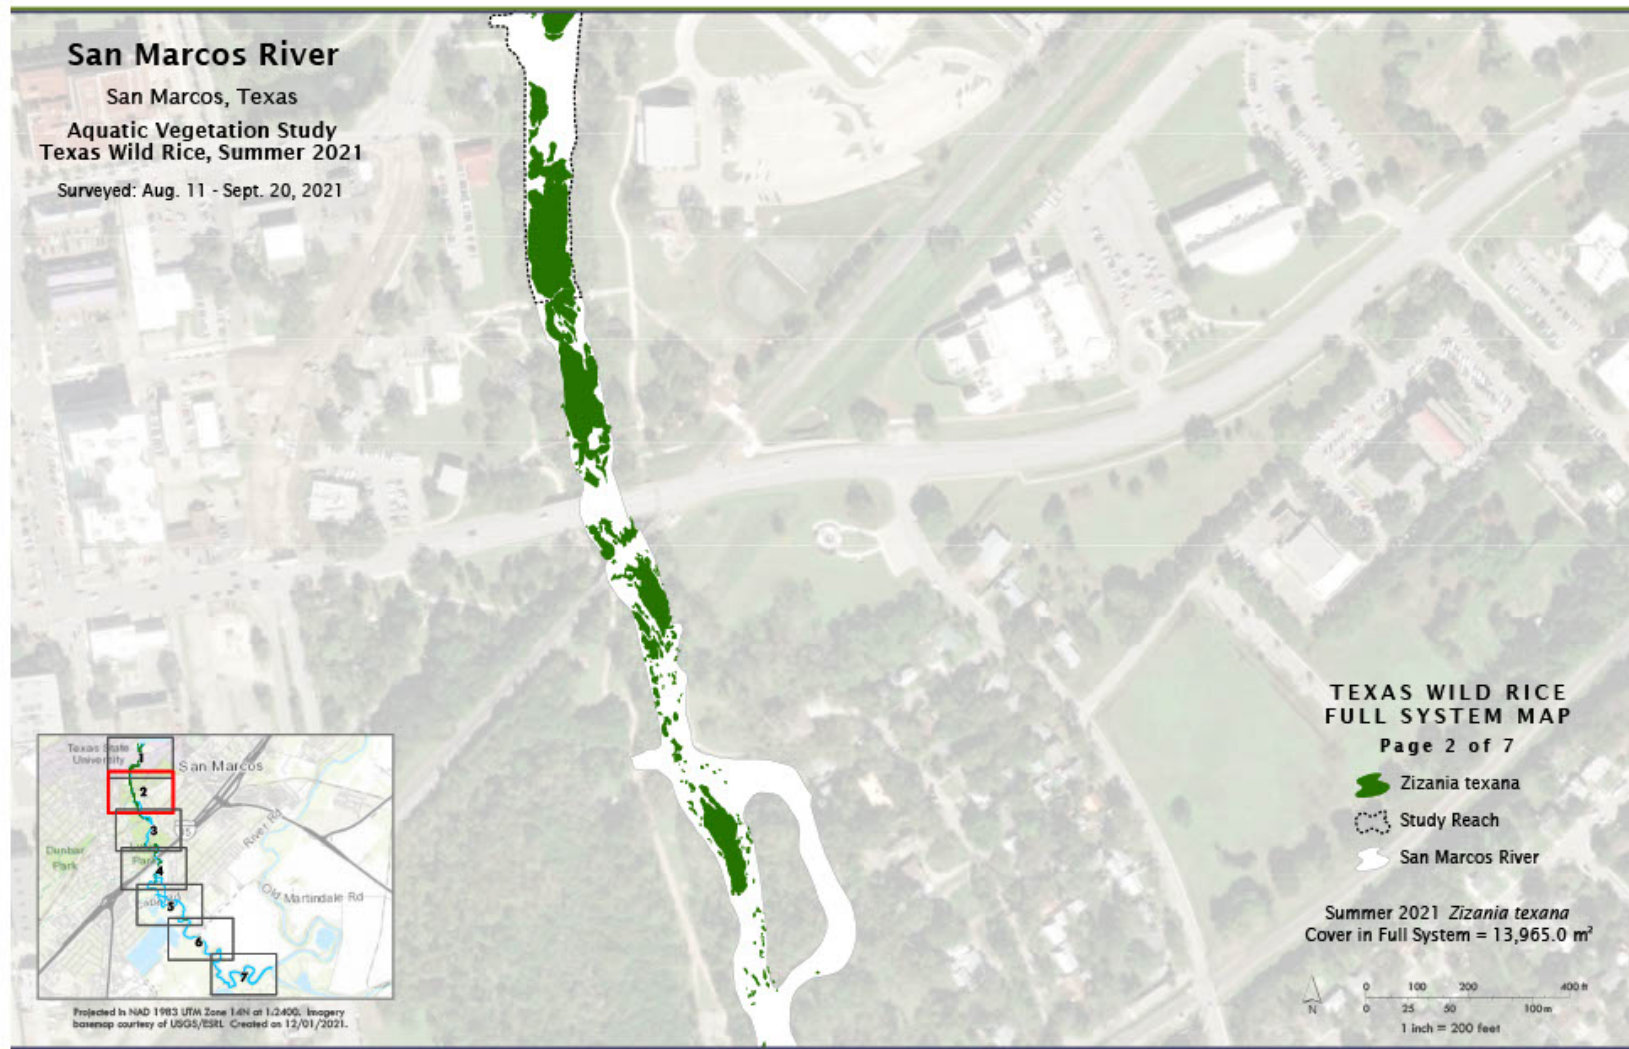 San Marcos River
San Marcos, Texas
Aquatic Vegetation Study
Texas Wild Rice, Summer 2021
Surveyed: Aug. 11 - Sept. 20, 2021
TEXAS WILD RICE
FULL SYSTEM MAP
Page 2 of 7
Zizania texana
Study Reach
San Marcos River
Summer 2021 Zizania texana
Cover in Full System = 13,965.0 m²
0 100 200 400 ft
0 25 50 100 m
1 inch = 200 feet
N
Texas State
University
San Marcos
1
2
3
River Rd
Dunbar
Park
4
Old Martindale Rd
5
6
7
Projected in NAD 1983 UTM Zone 14N at 1:2400. Imagery
basemap courtesy of USGS/ESRI. Created on 12/01/2021.